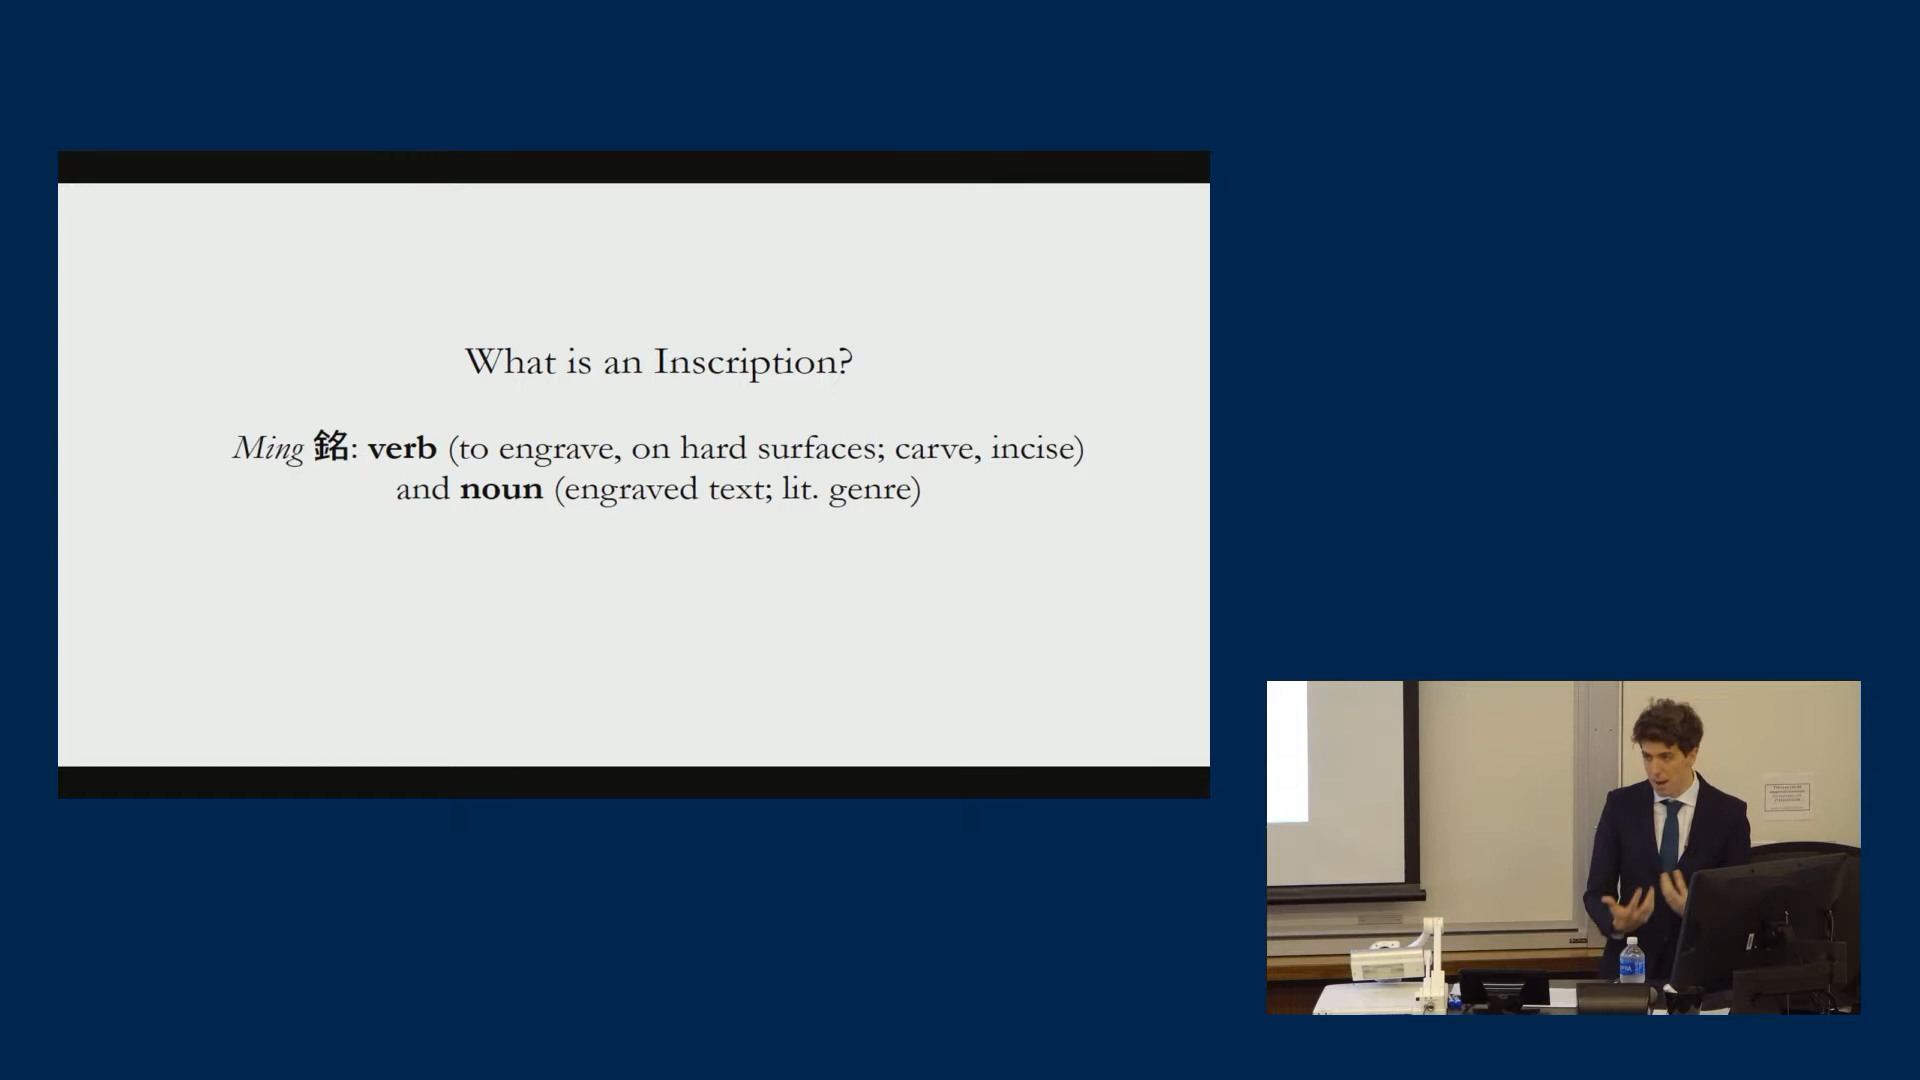 What is an Inscription?
Ming 銘: verb (to engrave, on hard surfaces; carve, incise)
and noun (engraved text; lit. genre)